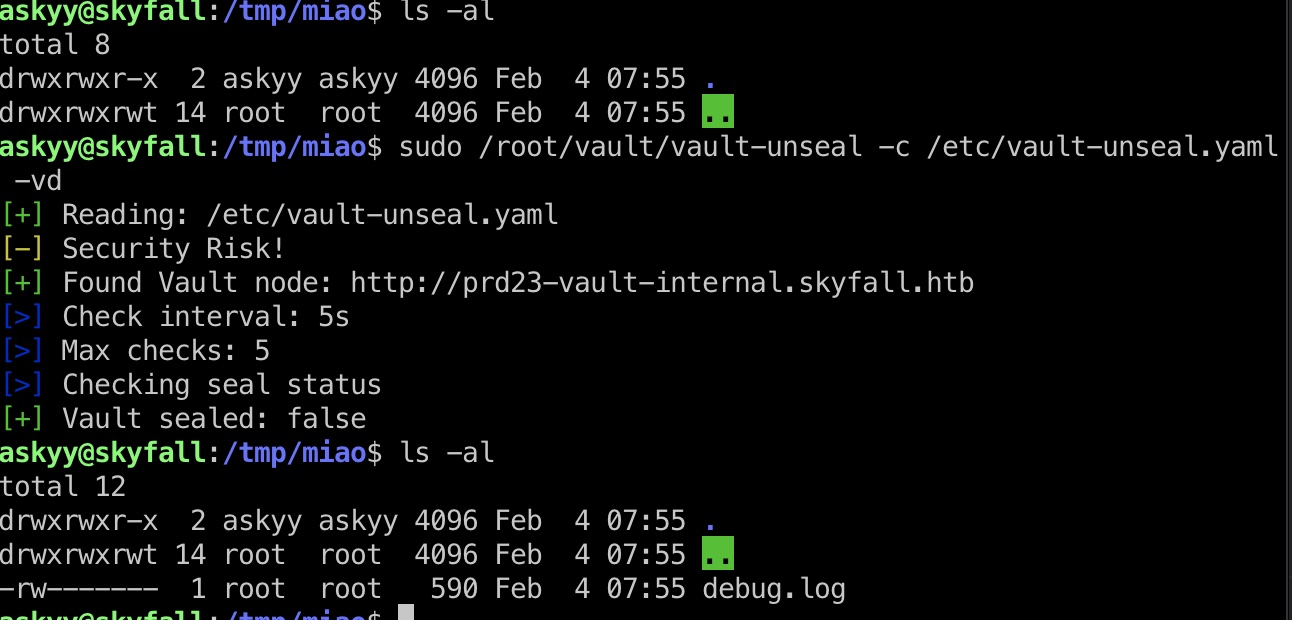 askyy@skyfall:/tmp/miao$ ls -al
total 8
drwxrwxr-x  2 askyy askyy 4096 Feb  4 07:55 .
drwxrwxrwt 14 root  root  4096 Feb  4 07:55 ..
askyy@skyfall:/tmp/miao$ sudo /root/vault/vault-unseal -c /etc/vault-unseal.yaml
 -vd
[+] Reading: /etc/vault-unseal.yaml
[-] Security Risk!
[+] Found Vault node: http://prd23-vault-internal.skyfall.htb
[>] Check interval: 5s
[>] Max checks: 5
[>] Checking seal status
[+] Vault sealed: false
askyy@skyfall:/tmp/miao$ ls -al
total 12
drwxrwxr-x  2 askyy askyy 4096 Feb  4 07:55 .
drwxrwxrwt 14 root  root  4096 Feb  4 07:55 ..
-rw-------  1 root  root   590 Feb  4 07:55 debug.log
askyy@skyfall:/tmp/miao$